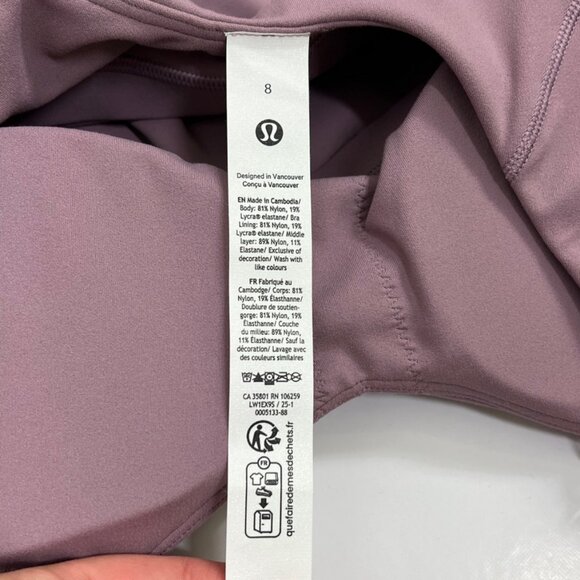 8
Designed in Vancouver
Conçu à Vancouver
EN Made in Cambodia/
Body: 81% Nylon, 19%
Lycra® elastane/ Bra
Lining: 81% Nylon, 19%
Lycra® elastane/ Middle
layer: 89% Nylon, 11%
Elastane/ Exclusive of
decoration/ Wash with
like colours
FR Fabriqué au
Cambodge/ Corps: 81%
Nylon, 19% Élasthanne/
Doublure de soutien-
gorge: 81% Nylon, 19%
Élasthanne/ Couche
du milieu: 89% Nylon,
11% Élasthanne/ Sauf la
décoration/ Lavage avec
des couleurs similaires
CA 35801 RN 106259
LW1EX9S / 25-1
0005133-88
FR
quefairedemesdechets.fr